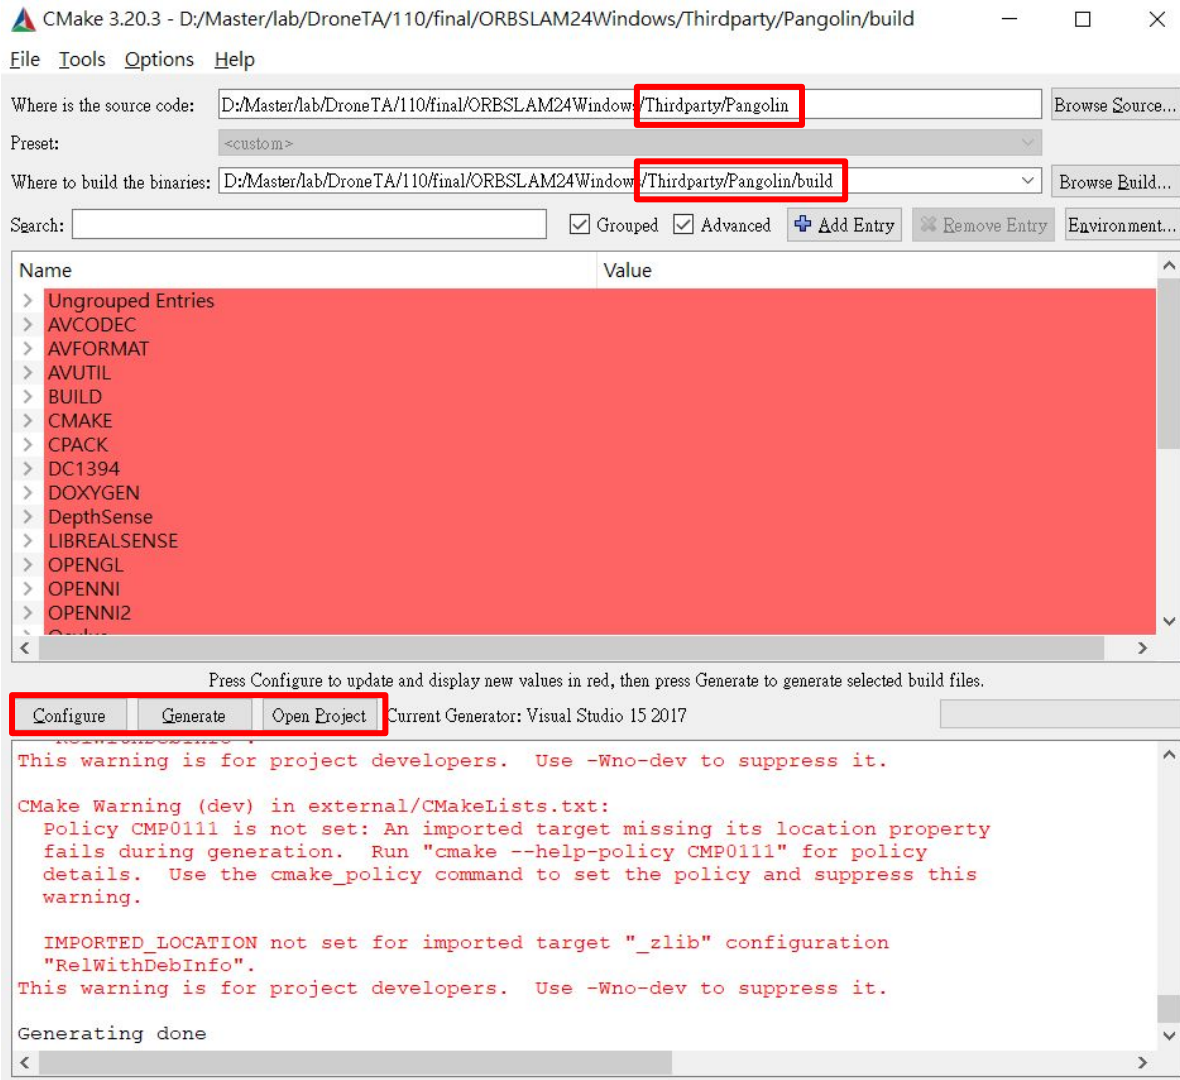 CMake 3.20.3 - D:/Master/lab/DroneTA/110/final/ORBSLAM24Windows/Thirdparty/Pangolin/build
File Tools Options Help
Where is the source code: D:/Master/lab/DroneTA/110/final/ORBSLAM24Windows/Thirdparty/Pangolin Browse Source...
Preset: <custom>
Where to build the binaries: D:/Master/lab/DroneTA/110/final/ORBSLAM24Windows/Thirdparty/Pangolin/build Browse Build...
Search: Grouped Advanced Add Entry Remove Entry Environment...
Name Value
Ungrouped Entries
AVCODEC
AVFORMAT
AVUTIL
BUILD
CMAKE
CPACK
DC1394
DOXYGEN
DepthSense
LIBREALSENSE
OPENGL
OPENNI
OPENNI2
Press Configure to update and display new values in red, then press Generate to generate selected build files.
Configure Generate Open Project Current Generator: Visual Studio 15 2017
"RelWithDebInfo".
This warning is for project developers. Use -Wno-dev to suppress it.
CMake Warning (dev) in external/CMakeLists.txt:
Policy CMP0111 is not set: An imported target missing its location property
fails during generation. Run "cmake --help-policy CMP0111" for policy
details. Use the cmake_policy command to set the policy and suppress this
warning.
IMPORTED_LOCATION not set for imported target "_zlib" configuration
"RelWithDebInfo".
This warning is for project developers. Use -Wno-dev to suppress it.
Generating done